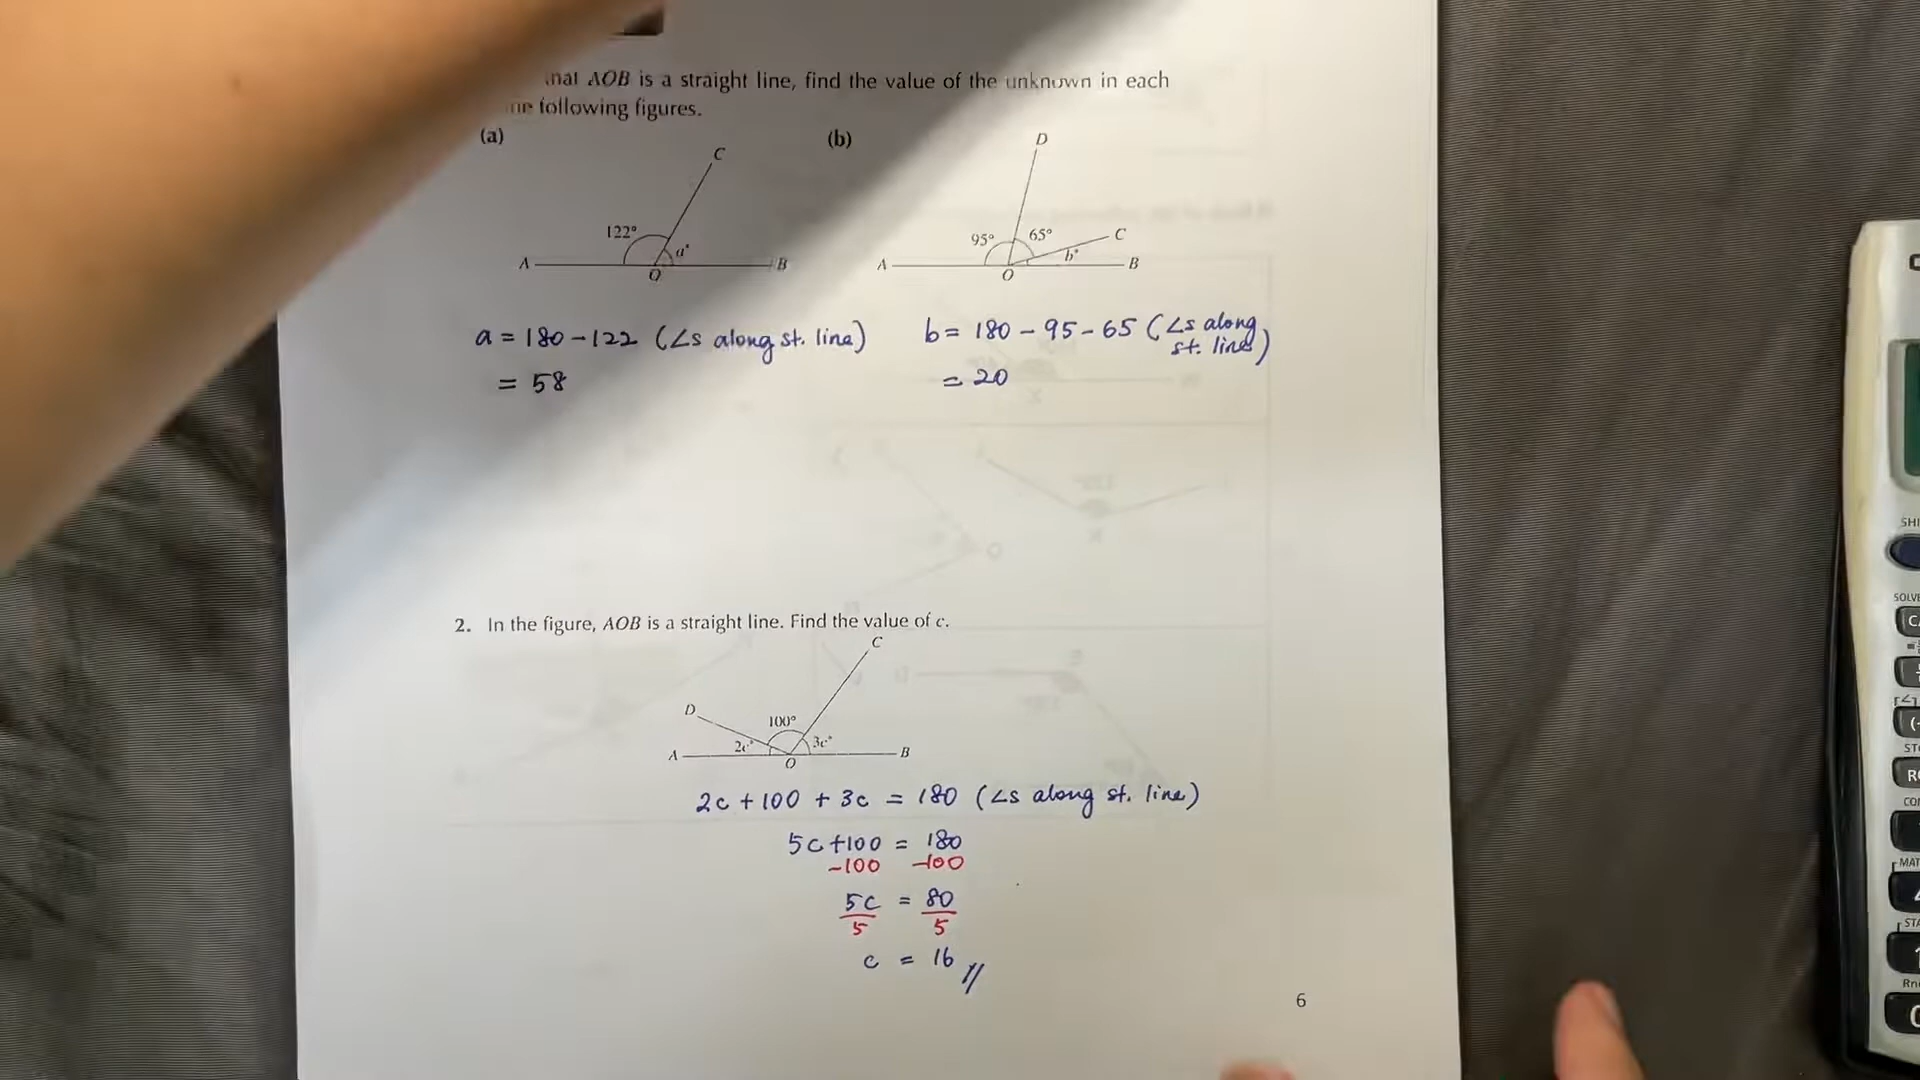 AOB is a straight line, find the value of the unknown in each
following figures.
(a)
(b)
C
122°
a°
A
O
B
D
95°
65°
C
b°
A
O
B
a = 180 - 122 (∠s along st. line)
= 58
b = 180 - 95 - 65 (∠s along
st. line)
= 20
2. In the figure, AOB is a straight line. Find the value of c.
C
D
100°
2c°
3c°
A
O
B
2c + 100 + 3c = 180 (∠s along st. line)
5c + 100 = 180
-100 -100
5c = 80
5 5
c = 16 //
6